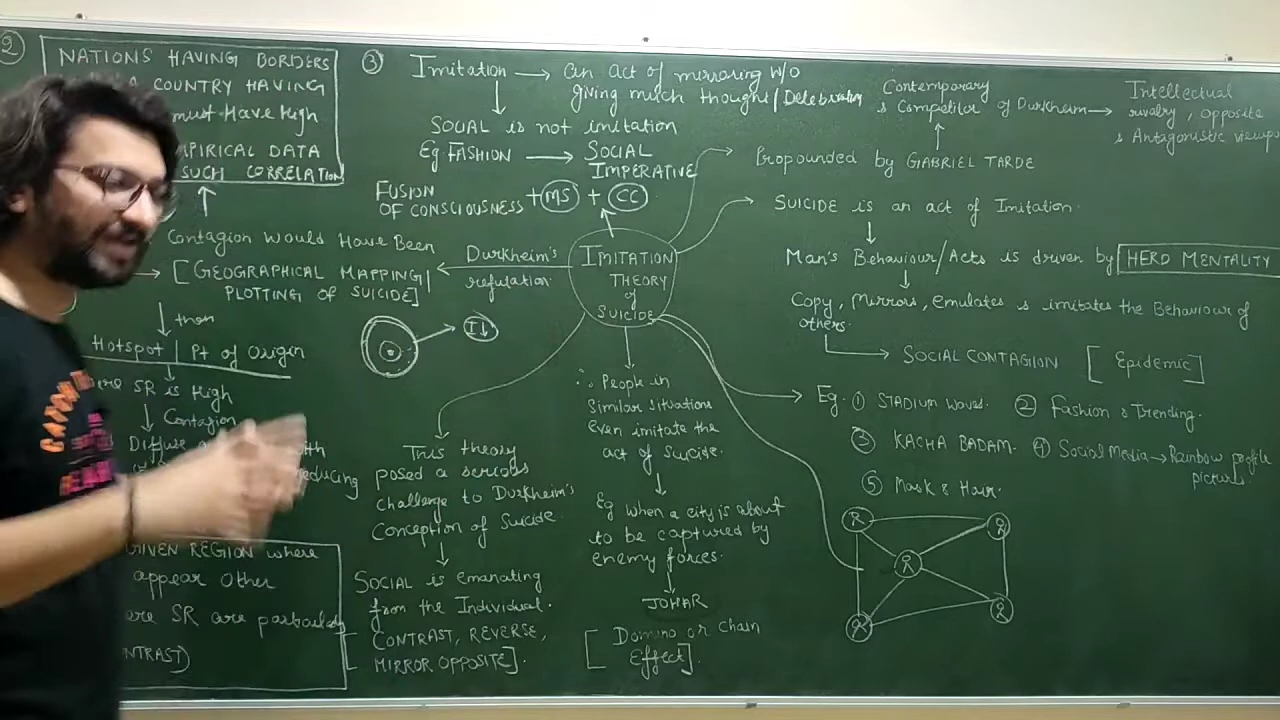 ②
NATIONS HAVING BORDERS
COUNTRY HAVING
must Have High
EMPIRICAL DATA
SUCH CORRELATION
Contagion Would Have Been
[GEOGRAPHICAL MAPPING/
PLOTTING OF SUICIDE]
then
Hotspot | Pt of Origin
SR is High
Contagion
Diffuse
reducing
GIVEN REGION where
appear other
SR are
③ Imitation → an act of mirroring w/o
giving much thought/Deliberating
SOCIAL is not imitation
Eg FASHION → SOCIAL
IMPERATIVE
FUSION
OF CONSCIOUSNESS + MS + CC
Durkheim's
refutation
I↓
IMITATION
THEORY
of
SUICIDE
This theory
posed a serious
challenge to Durkheim's
Conception of Suicide.
SOCIAL is emanating
from the Individual.
[CONTRAST, REVERSE,
MIRROR OPPOSITE].
∴ People in
Similar situations
Even imitate the
act of Suicide.
Eg when a city is about
to be captured by
enemy forces.
JOHAR
[Domino or Chain
Effect].
Contemporary
& Competitor of Durkheim →
Intellectual
rivalry, opposite
& Antagonistic
Propounded by GABRIEL TARDE
SUICIDE is an act of Imitation.
Man's Behaviour/Acts is driven by HERD MENTALITY
Copy, Mirrors, emulates & imitates the Behaviour of
others.
SOCIAL CONTAGIION [Epidemic]
Eg. ① STADIUM WAVES. ② Fashion & Trending.
③ KACHA BADAM. ④ Social Media → Rainbow profile
pictures.
⑤ Mask & Hair.
R
R
R
R
R